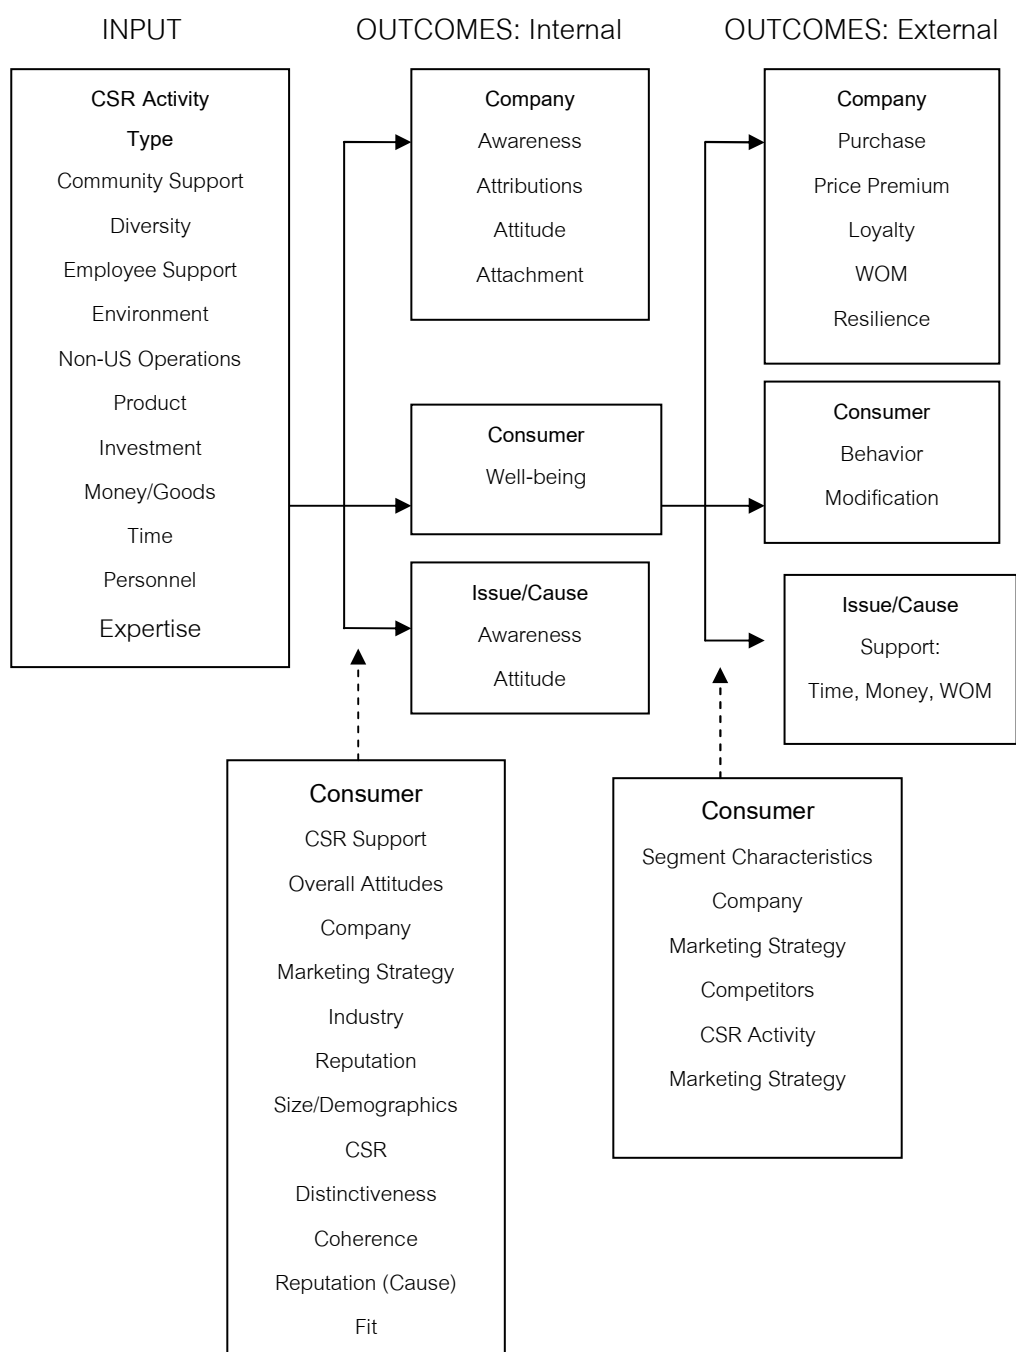 INPUT
OUTCOMES: Internal
OUTCOMES: External
CSR Activity
Type
Community Support
Diversity
Employee Support
Environment
Non-US Operations
Product
Investment
Money/Goods
Time
Personnel
Expertise
Company
Awareness
Attributions
Attitude
Attachment
Consumer
Well-being
Issue/Cause
Awareness
Attitude
Company
Purchase
Price Premium
Loyalty
WOM
Resilience
Consumer
Behavior
Modification
Issue/Cause
Support:
Time, Money, WOM
Consumer
CSR Support
Overall Attitudes
Company
Marketing Strategy
Industry
Reputation
Size/Demographics
CSR
Distinctiveness
Coherence
Reputation (Cause)
Fit
Consumer
Segment Characteristics
Company
Marketing Strategy
Competitors
CSR Activity
Marketing Strategy